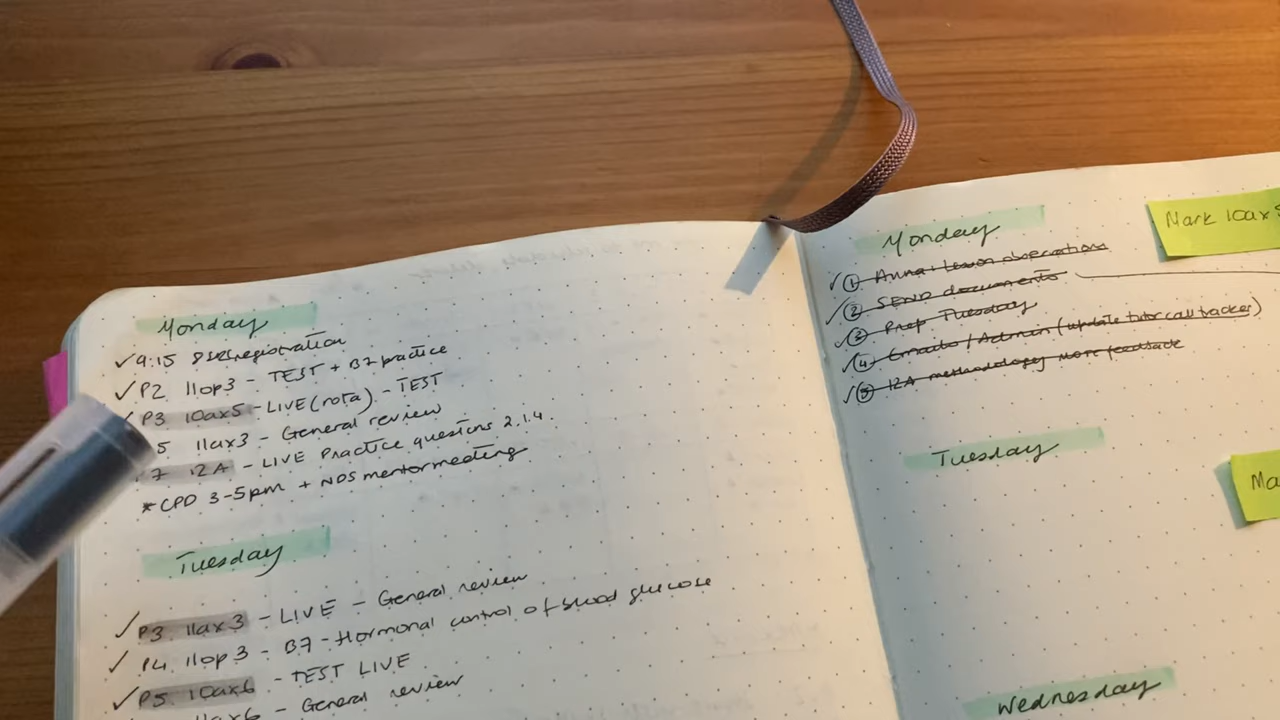 Monday
✓ 9:15 registration
✓ P2 11op3 - TEST + B7 practice
✓ P3 10ax5 - LIVE (rota) - TEST
5 11ax3 - General review
7 12A - LIVE Practice questions 2.1.4
* CPD 3-5pm + NDS mentor meeting
Tuesday
✓ P3 11ax3 - LIVE - General review
✓ P4 11op3 - B7 - Hormonal control of blood glucose
✓ P5 10ax6 - TEST LIVE
11ax6 - General review
Monday
✓ ① Anna: Lesson observation
✓ ② SEND documents
✓ ③ Prep Tuesday
✓ ④ Emails / Admin (update tutor call tracker)
✓ ⑤ 12A methodology more feedback
Mark 10ax5
Tuesday
Ma
Wednesday